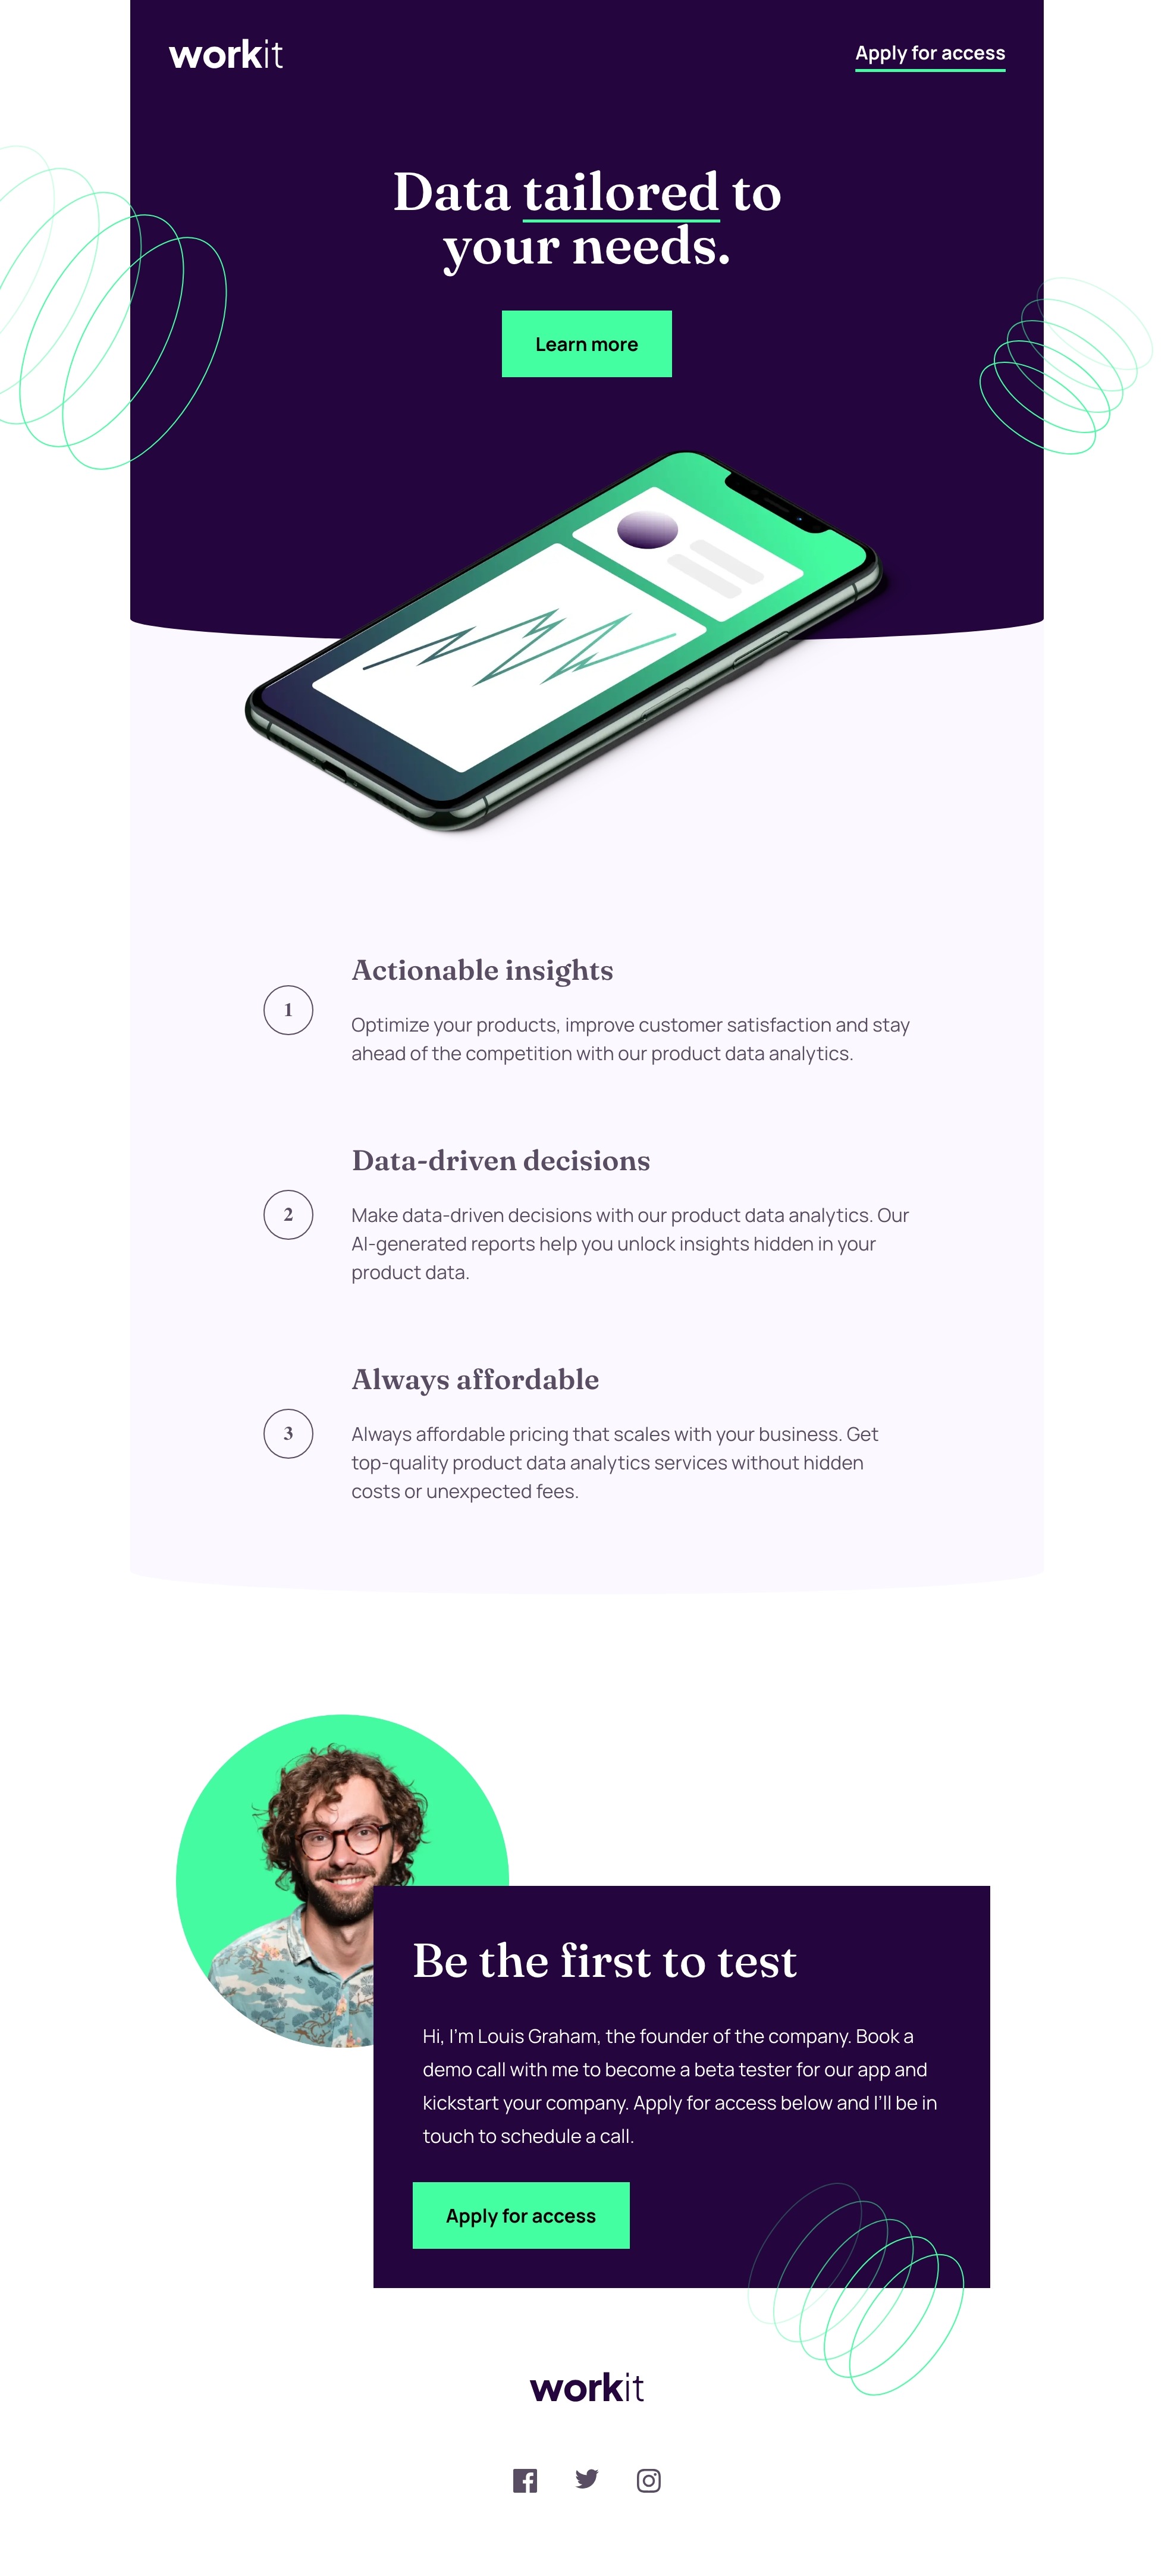 workit
Apply for access
Data tailored to
your needs.
Learn more
Actionable insights
1
Optimize your products, improve customer satisfaction and stay
ahead of the competition with our product data analytics.
Data-driven decisions
2
Make data-driven decisions with our product data analytics. Our
AI-generated reports help you unlock insights hidden in your
product data.
Always affordable
3
Always affordable pricing that scales with your business. Get
top-quality product data analytics services without hidden
costs or unexpected fees.
Be the first to test
Hi, I'm Louis Graham, the founder of the company. Book a
demo call with me to become a beta tester for our app and
kickstart your company. Apply for access below and I'll be in
touch to schedule a call.
Apply for access
workit